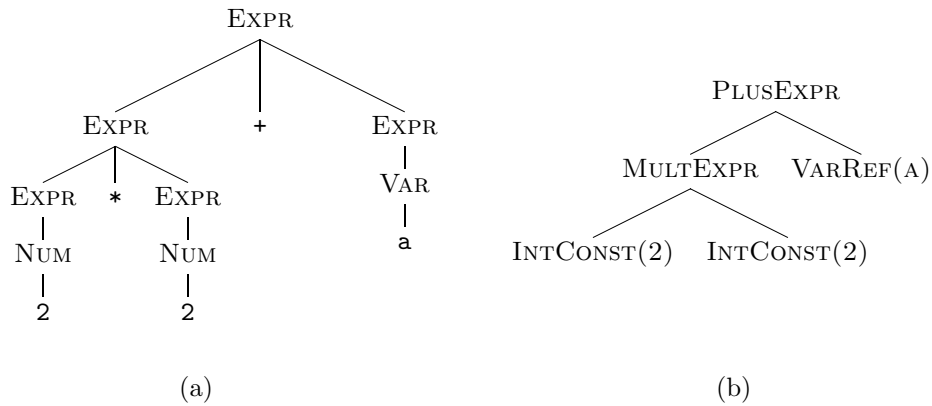 EXPR
PLUSEXPR
EXPR + EXPR
MULTEXPR VARREF(A)
EXPR * EXPR VAR
NUM NUM a INTCONST(2) INTCONST(2)
2 2
(a) (b)